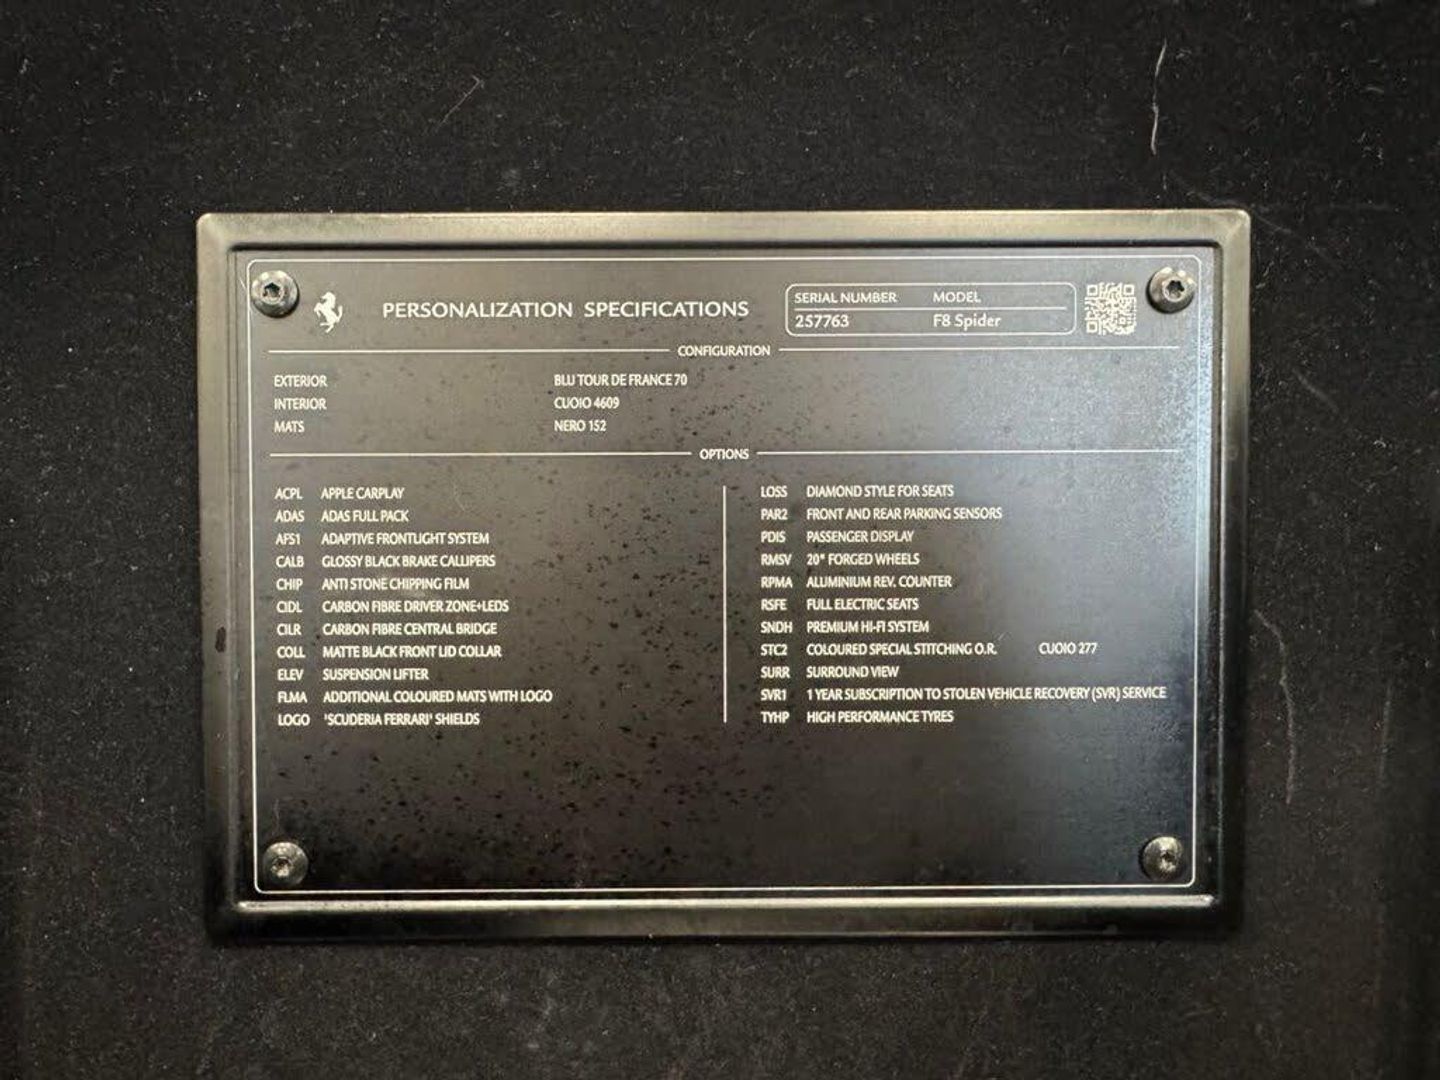 PERSONALIZATION SPECIFICATIONS
SERIAL NUMBER MODEL
257763 F8 Spider
CONFIGURATION
EXTERIOR BLU TOUR DE FRANCE 70
INTERIOR CUOIO 4609
MATS NERO 152
OPTIONS
ACPL APPLE CARPLAY
ADAS ADAS FULL PACK
AFS1 ADAPTIVE FRONTLIGHT SYSTEM
CALB GLOSSY BLACK BRAKE CALLIPERS
CHIP ANTI STONE CHIPPING FILM
CIDL CARBON FIBRE DRIVER ZONE+LEDS
CILR CARBON FIBRE CENTRAL BRIDGE
COLL MATTE BLACK FRONT LID COLLAR
ELEV SUSPENSION LIFTER
FLMA ADDITIONAL COLOURED MATS WITH LOGO
LOGO 'SCUDERIA FERRARI' SHIELDS
LOSS DIAMOND STYLE FOR SEATS
PAR2 FRONT AND REAR PARKING SENSORS
PDIS PASSENGER DISPLAY
RMSV 20" FORGED WHEELS
RPMA ALUMINIUM REV. COUNTER
RSFE FULL ELECTRIC SEATS
SNDH PREMIUM HI-FI SYSTEM
STC2 COLOURED SPECIAL STITCHING O.R. CUOIO 277
SURR SURROUND VIEW
SVR1 1 YEAR SUBSCRIPTION TO STOLEN VEHICLE RECOVERY (SVR) SERVICE
TYHP HIGH PERFORMANCE TYRES